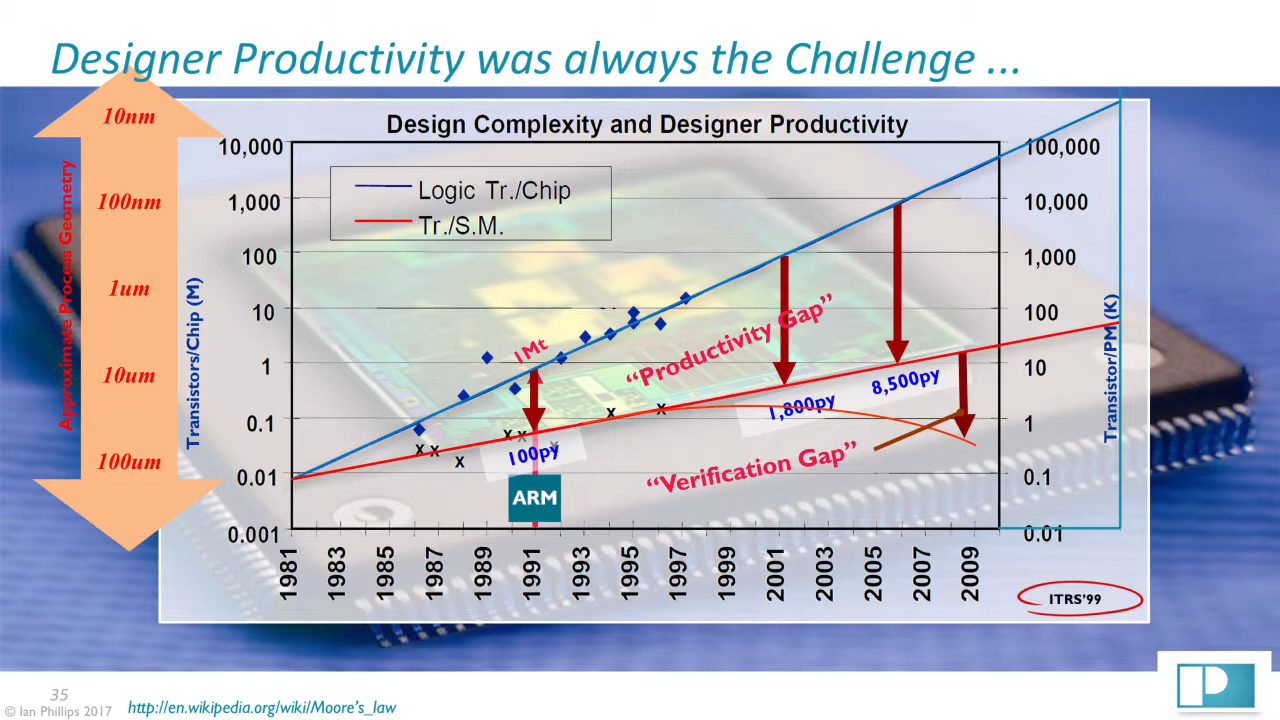 Designer Productivity was always the Challenge ...
10nm
100nm
1um
10um
100um
Approximate Process Geometry
Design Complexity and Designer Productivity
Logic Tr./Chip
Tr./S.M.
Transistors/Chip (M)
10,000
1,000
100
10
1
0.1
0.01
0.001
100,000
10,000
1,000
100
10
1
0.1
0.01
Transistor/PM (K)
1Mt
"Productivity Gap"
100py
1,800py
8,500py
"Verification Gap"
ARM
1981
1983
1985
1987
1989
1991
1993
1995
1997
1999
2001
2003
2005
2007
2009
ITRS'99
35
© Ian Phillips 2017
http://en.wikipedia.org/wiki/Moore's_law
P